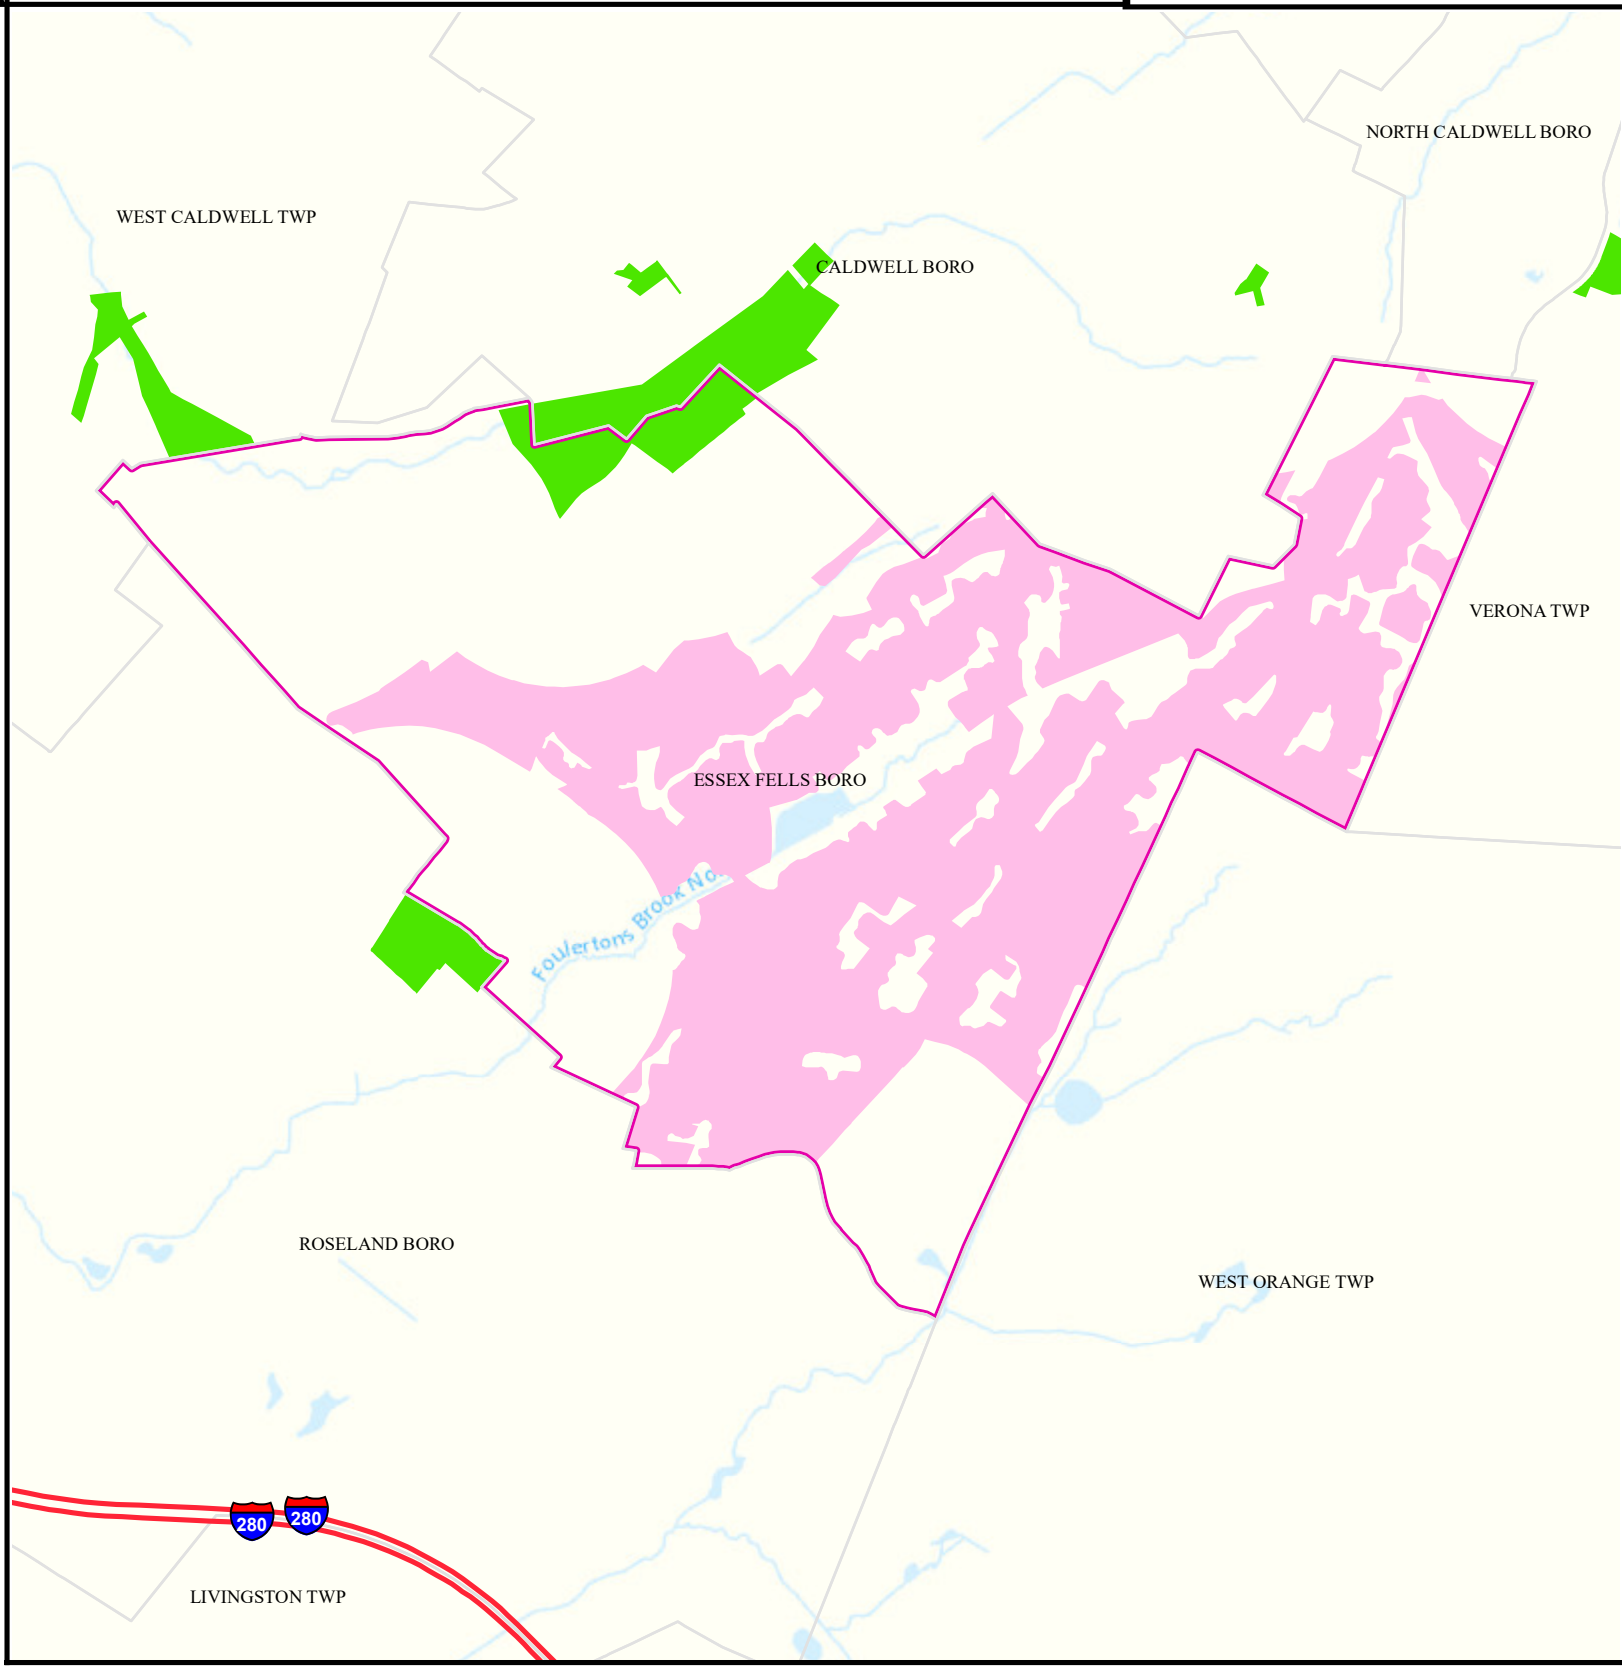 NORTH CALDWELL BORO
WEST CALDWELL TWP
CALDWELL BORO
VERONA TWP
ESSEX FELLS BORO
Foulertons Brook No
ROSELAND BORO
WEST ORANGE TWP
280
280
LIVINGSTON TWP